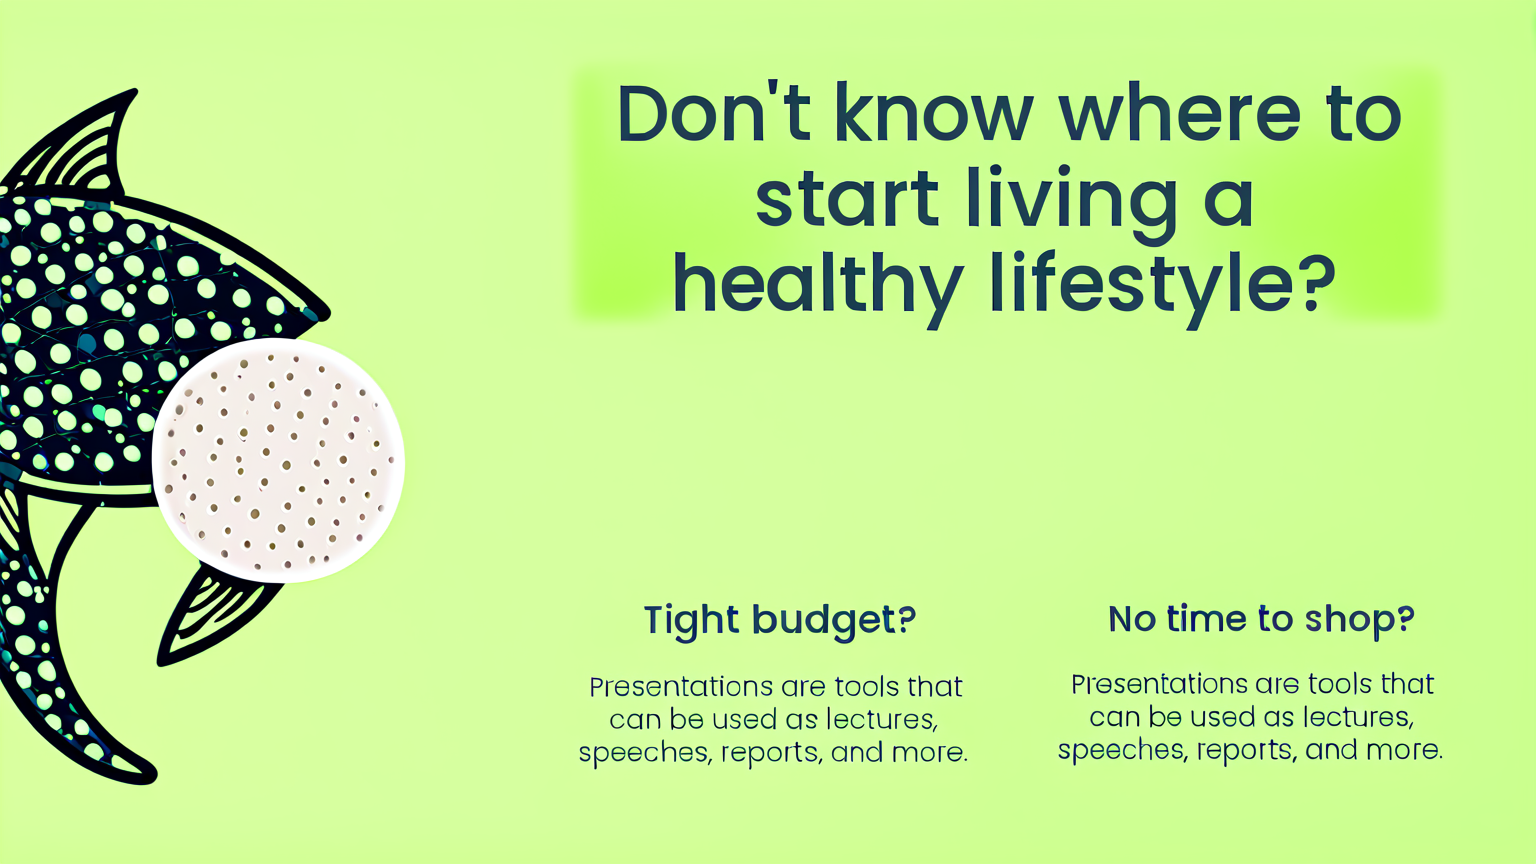 Don't know where to
start living a
healthy lifestyle?
Tight budget?
Presentations are tools that
can be used as lectures,
speeches, reports, and more.
No time to shop?
Presentations are tools that
can be used as lectures,
speeches, reports, and more.